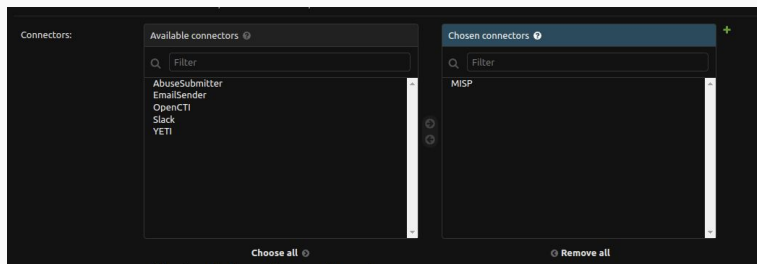 Connectors:
Available connectors
Filter
AbuseSubmitter
EmailSender
OpenCTI
Slack
YETI
Choose all
Chosen connectors
Filter
MISP
Remove all